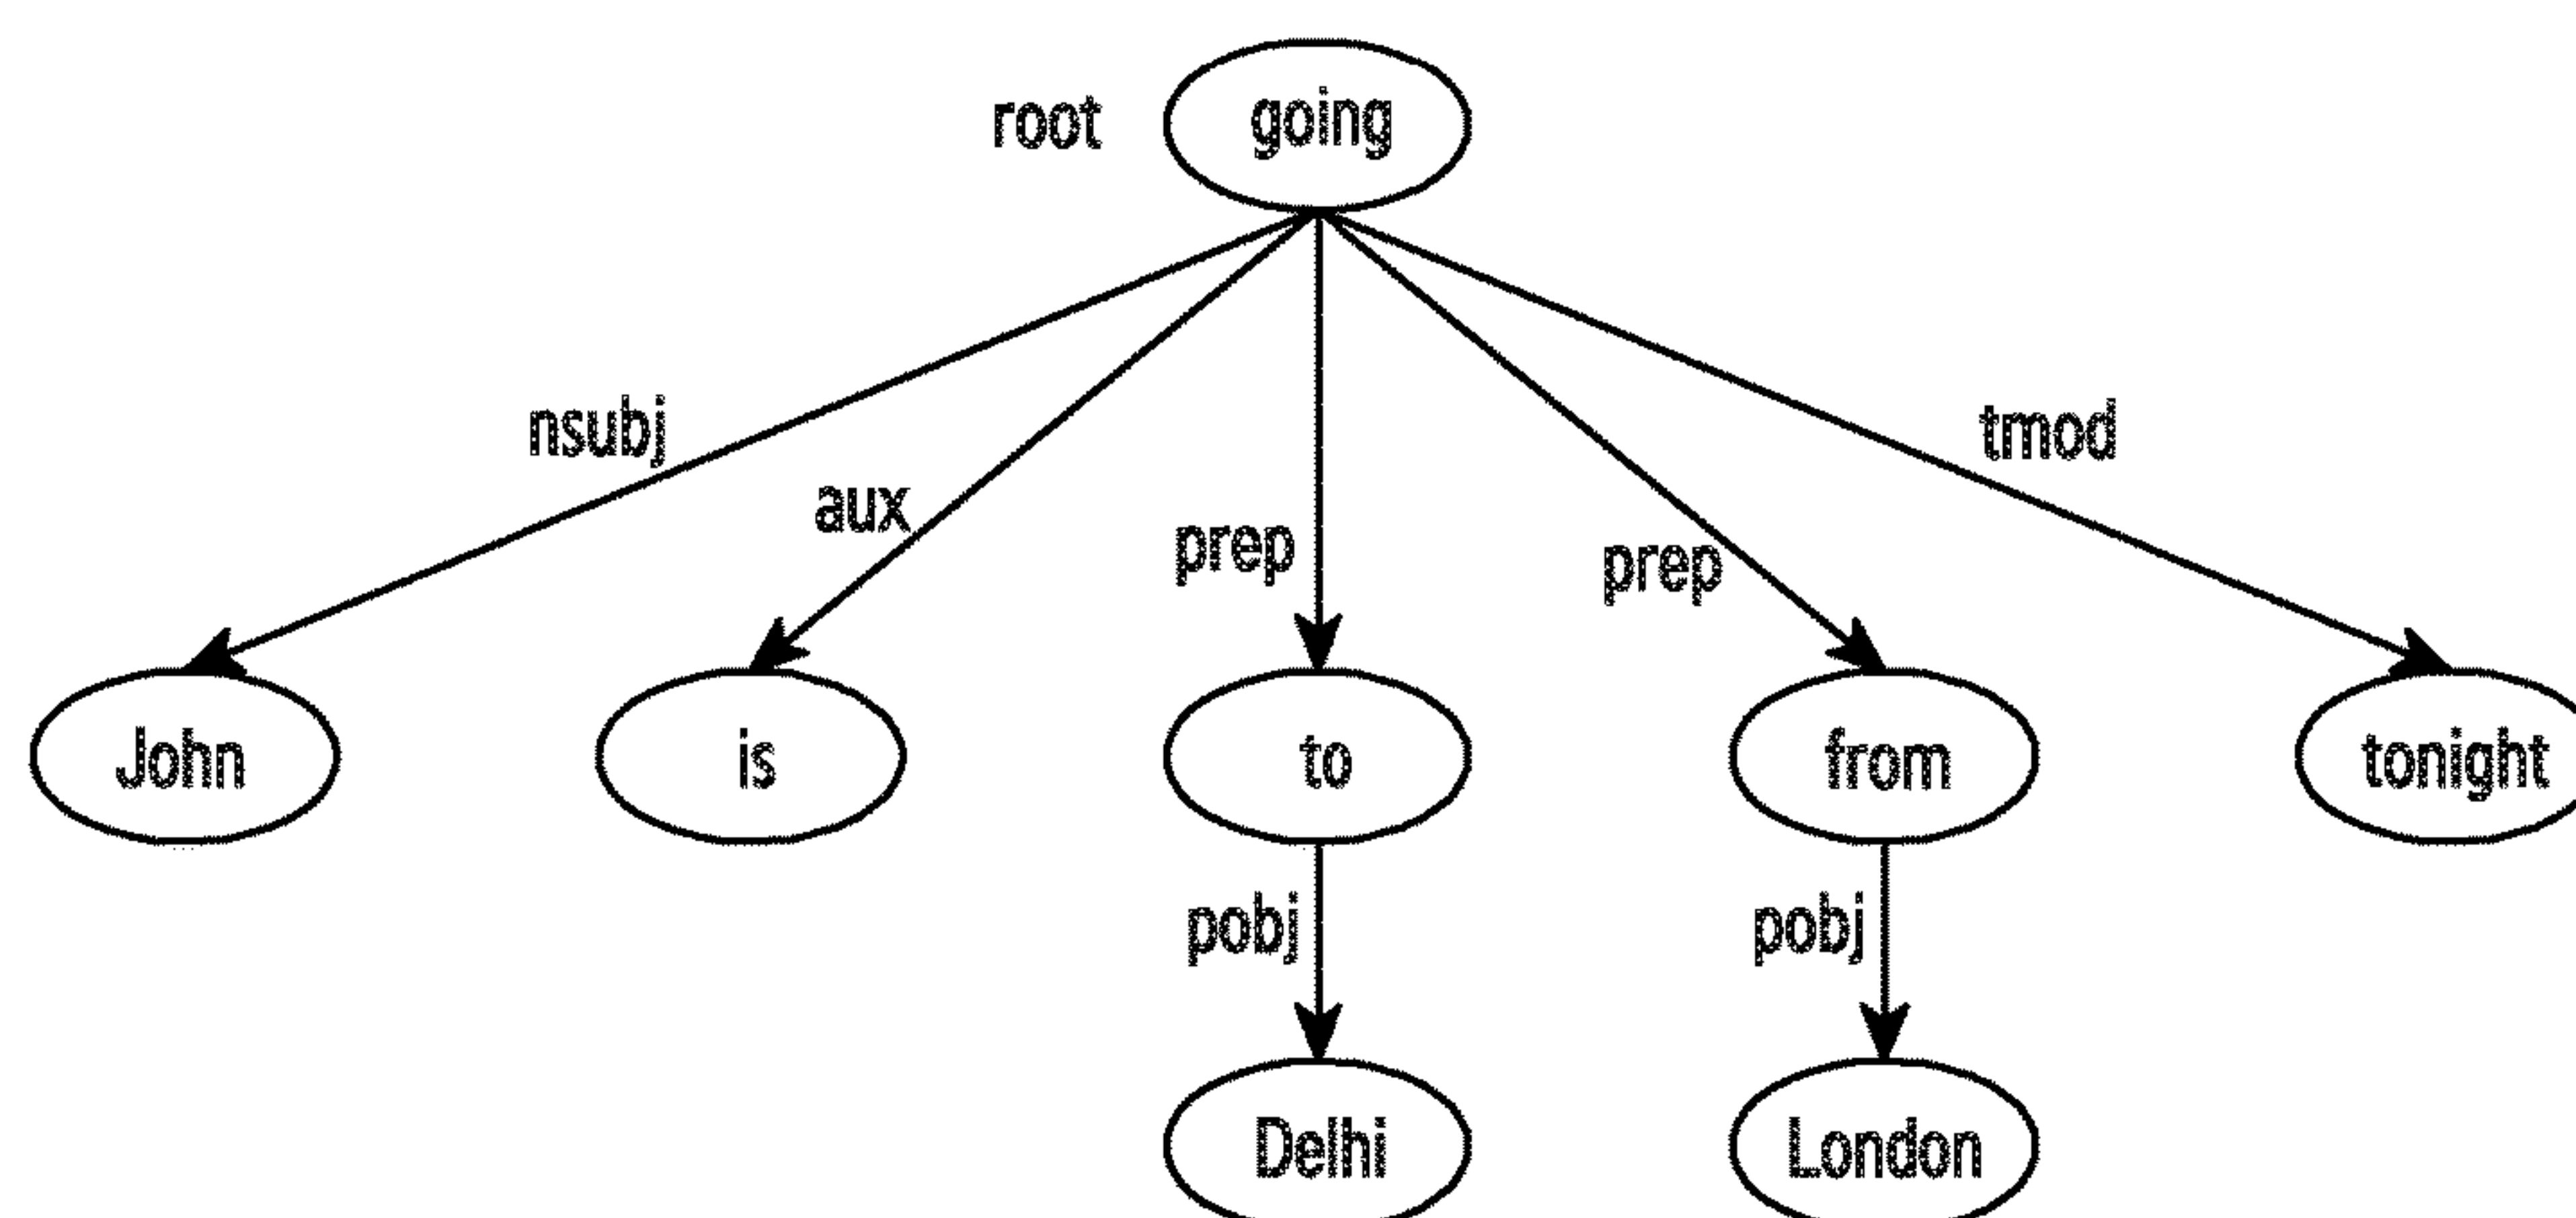 root going
nsubj
tmod
aux
prep
prep
John is to from tonight
pobj pobj
Delhi London